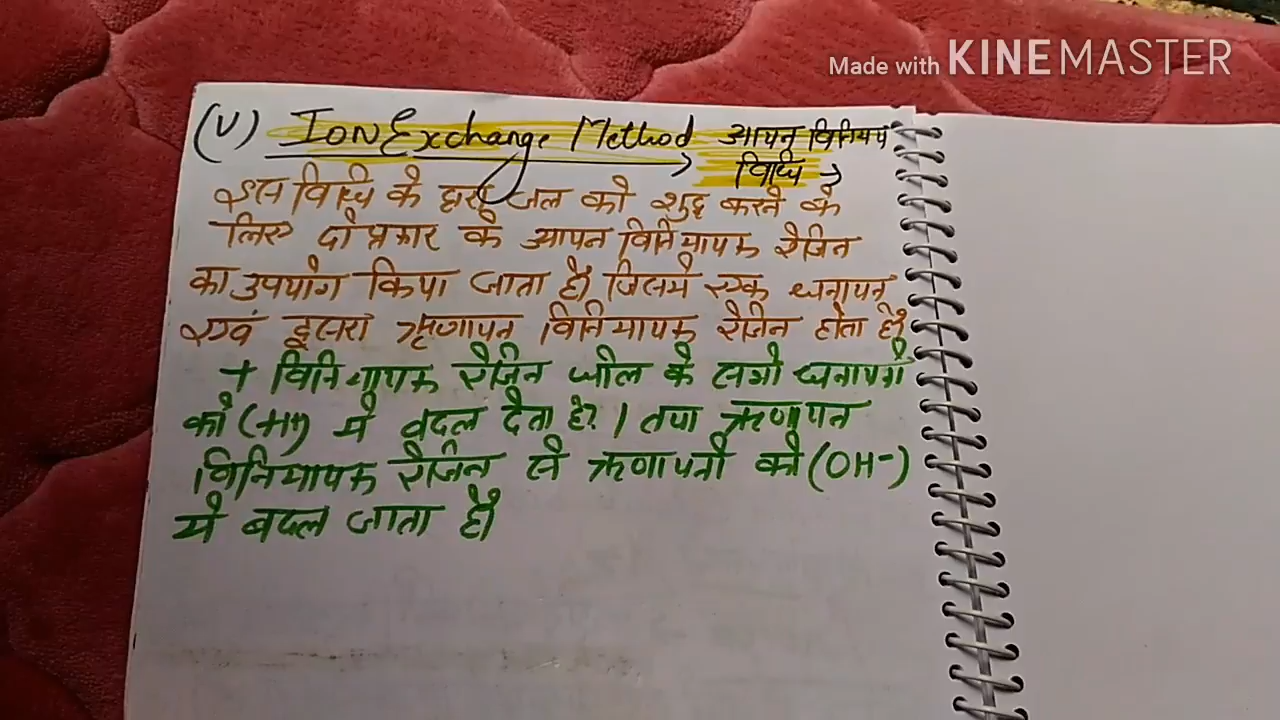 Made with KINEMASTER
(V) Ion Exchange Method आयन विनिमय
विधि →
इस विधि के द्वारा जल को शुद्ध करने के
लिए दो प्रकार के आयन विनिमायक रेजिन
का उपयोग किया जाता है। जिसमे एक धनायन
एवं दूसरा ऋणायन विनिमायक रेजिन होता है।
+ विनिमायक रेजिन घोल के सभी धनायनो
को (H+) मे बदल देता है। तथा ऋणायन
विनिमायक रेजिन से ऋणायनो को (OH-)
मे बदल जाता है।